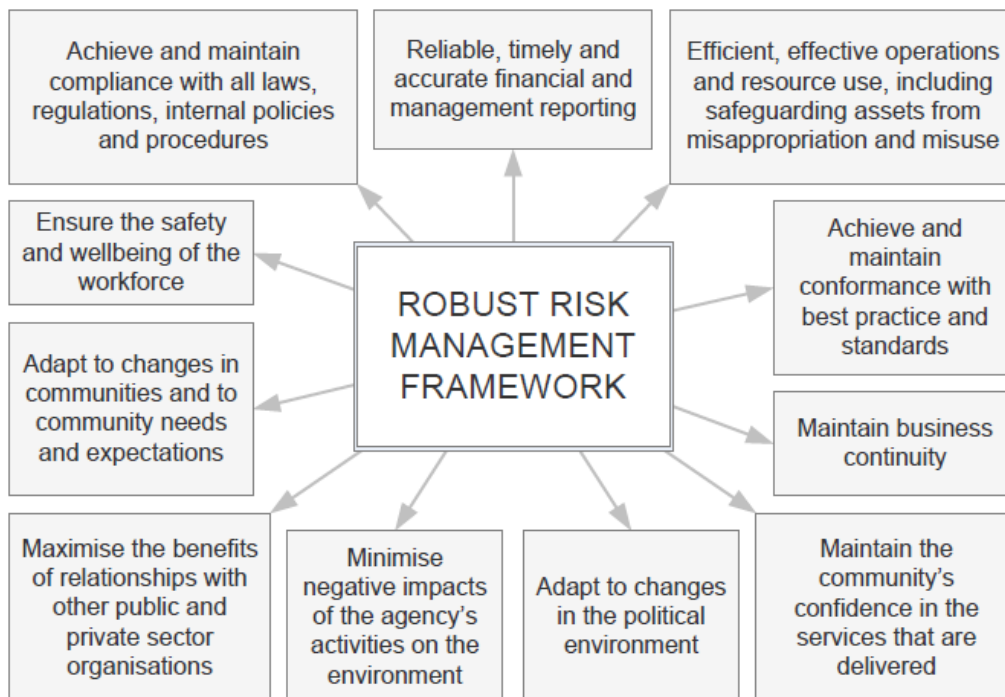 Achieve and maintain
compliance with all laws,
regulations, internal policies
and procedures
Reliable, timely and
accurate financial and
management reporting
Efficient, effective operations
and resource use, including
safeguarding assets from
misappropriation and misuse
Ensure the safety
and wellbeing of the
workforce
ROBUST RISK
MANAGEMENT
FRAMEWORK
Achieve and
maintain
conformance with
best practice and
standards
Adapt to changes in
communities and to
community needs
and expectations
Maintain business
continuity
Maximise the benefits
of relationships with
other public and
private sector
organisations
Minimise
negative impacts
of the agency’s
activities on the
environment
Adapt to changes
in the political
environment
Maintain the
community’s
confidence in the
services that are
delivered